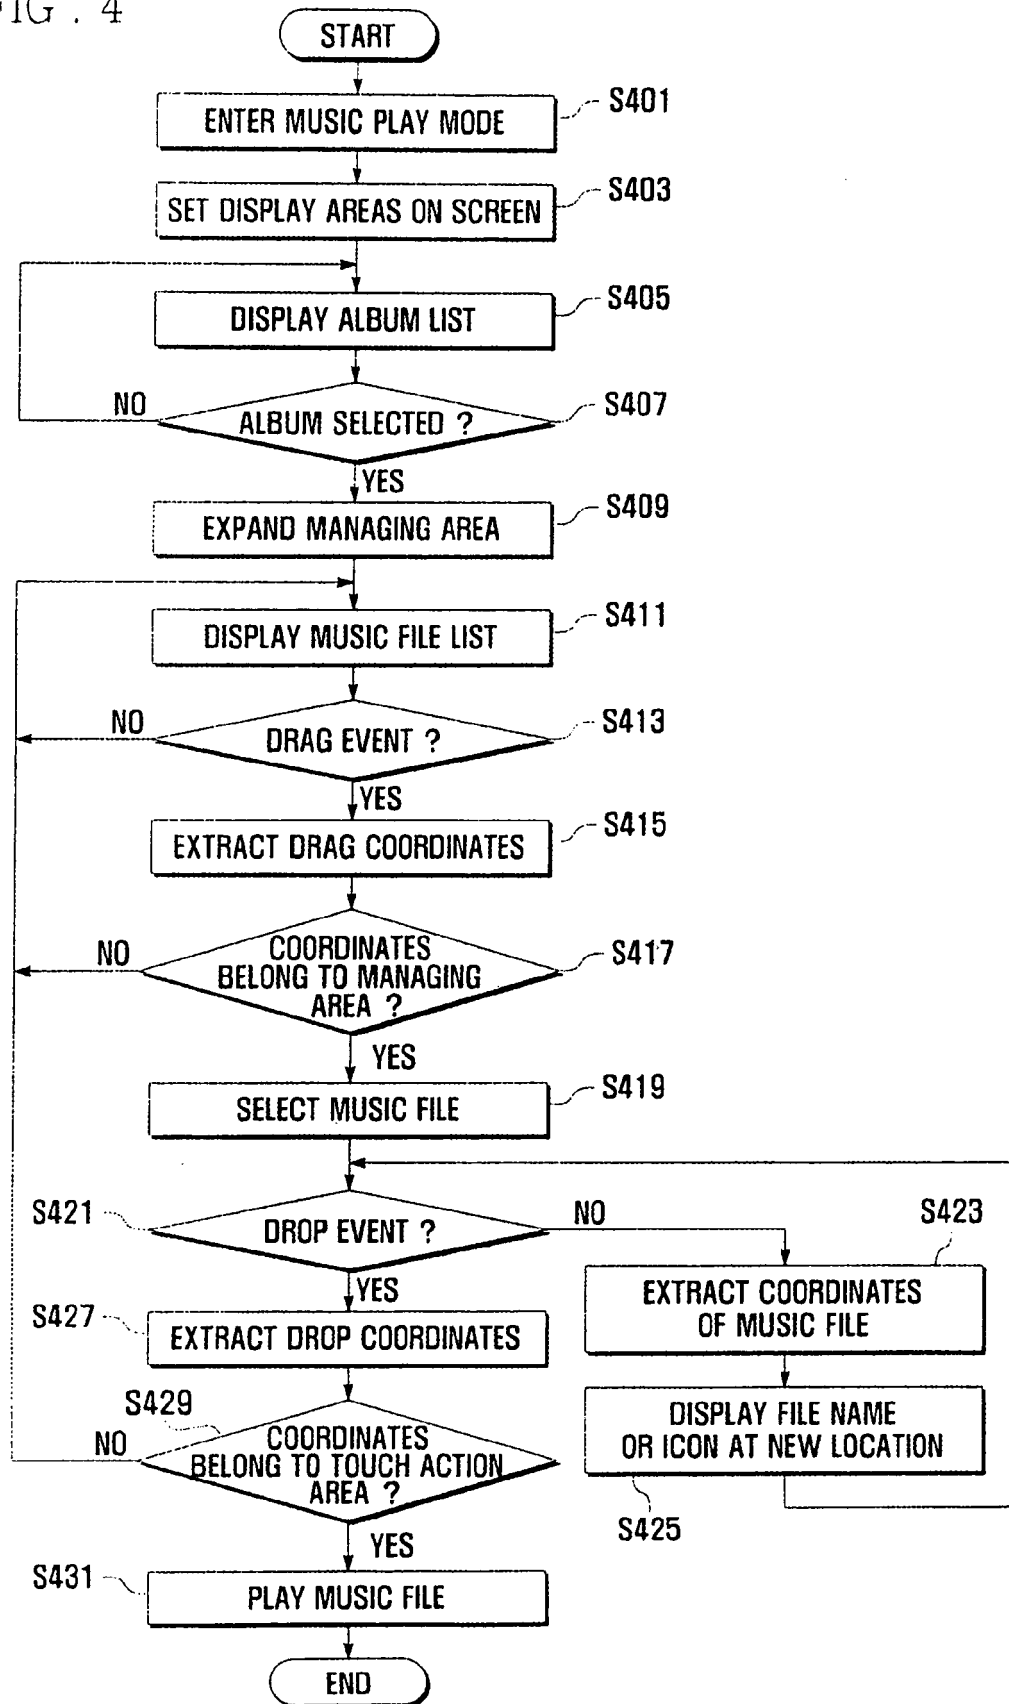 FIG . 4
START
ENTER MUSIC PLAY MODE
S401
SET DISPLAY AREAS ON SCREEN
S403
DISPLAY ALBUM LIST
S405
NO
ALBUM SELECTED ?
S407
YES
EXPAND MANAGING AREA
S409
DISPLAY MUSIC FILE LIST
S411
NO
DRAG EVENT ?
S413
YES
EXTRACT DRAG COORDINATES
S415
NO
COORDINATES
BELONG TO MANAGING
AREA ?
S417
YES
SELECT MUSIC FILE
S419
S421
DROP EVENT ?
NO
S423
YES
EXTRACT COORDINATES
OF MUSIC FILE
S427
EXTRACT DROP COORDINATES
DISPLAY FILE NAME
OR ICON AT NEW LOCATION
S425
S429
NO
COORDINATES
BELONG TO TOUCH ACTION
AREA ?
YES
S431
PLAY MUSIC FILE
END